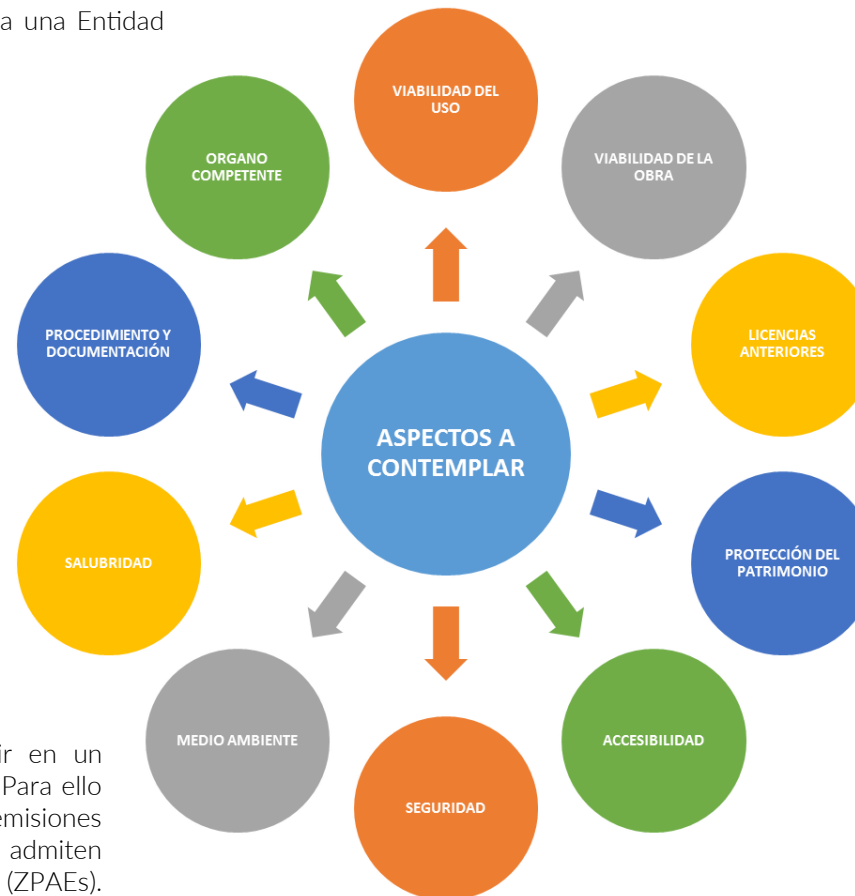 a una Entidad
VIABILIDAD DEL
USO
VIABILIDAD DE LA
OBRA
LICENCIAS
ANTERIORES
PROTECCIÓN DEL
PATRIMONIO
ACCESIBILIDAD
SEGURIDAD
MEDIO AMBIENTE
SALUBRIDAD
PROCEDIMIENTO Y
DOCUMENTACIÓN
ORGANO
COMPETENTE
ASPECTOS A
CONTEMPLAR
ir en un
Para ello
emisiones
admiten
(ZPAEs).